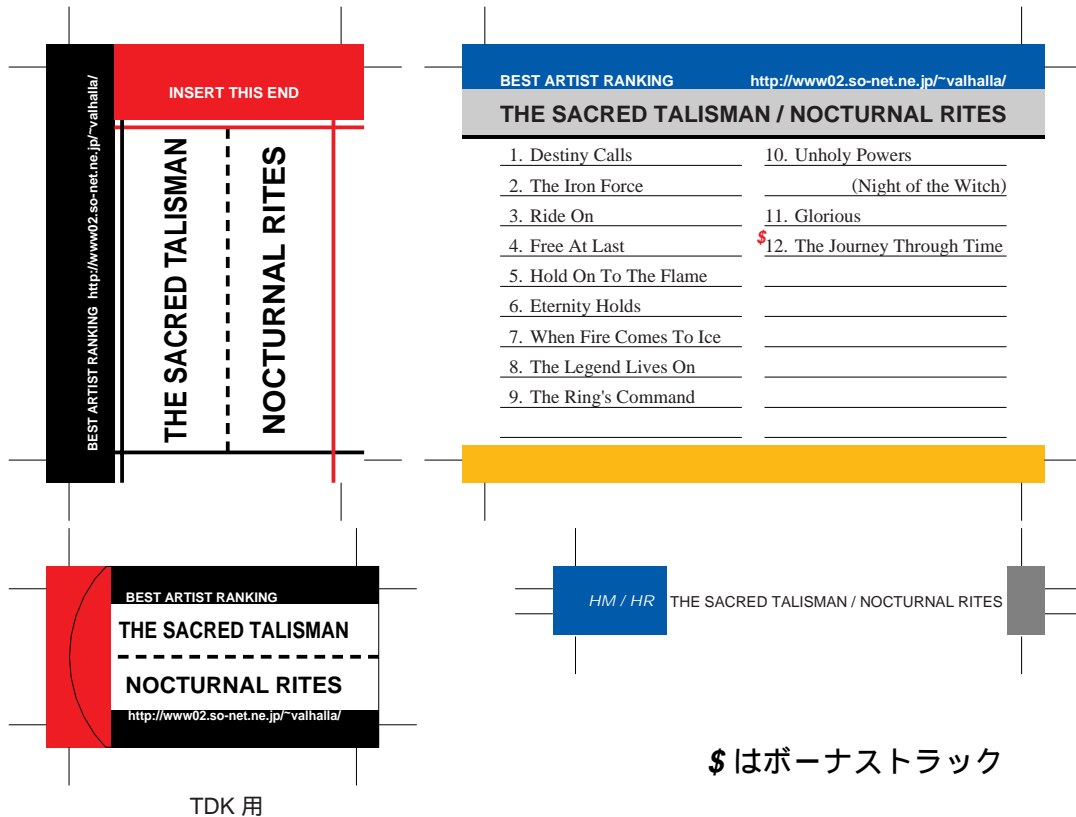 BEST ARTIST RANKING http://www02.so-net.ne.jp/~valhalla/
INSERT THIS END
THE SACRED TALISMAN
NOCTURNAL RITES
BEST ARTIST RANKING http://www02.so-net.ne.jp/~valhalla/
THE SACRED TALISMAN / NOCTURNAL RITES
1. Destiny Calls
2. The Iron Force
3. Ride On
4. Free At Last
5. Hold On To The Flame
6. Eternity Holds
7. When Fire Comes To Ice
8. The Legend Lives On
9. The Ring's Command
10. Unholy Powers
(Night of the Witch)
11. Glorious
$12. The Journey Through Time
BEST ARTIST RANKING
THE SACRED TALISMAN
NOCTURNAL RITES
http://www02.so-net.ne.jp/~valhalla/
TDK 用
HM / HR THE SACRED TALISMAN / NOCTURNAL RITES
$ はボーナストラック